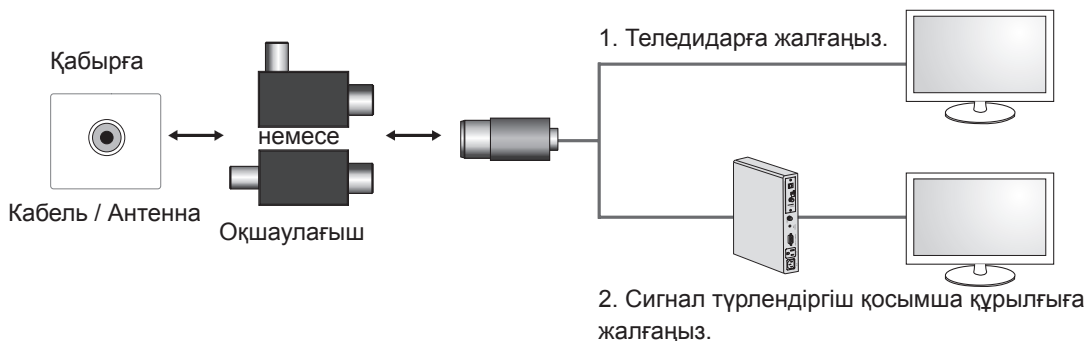 1. Теледидарға жалғаңыз.
Қабырға
немесе
Кабель / Антенна
Оқшаулағыш
2. Сигнал түрлендіргіш қосымша құрылғыға
жалғаңыз.